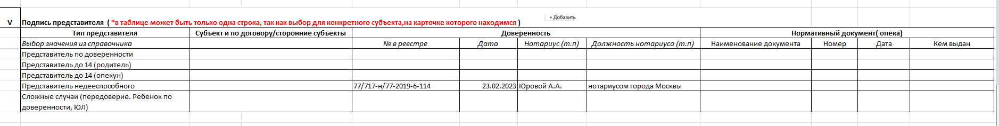 + Добавить
V Подпись представителя ( *в таблице может быть только одна строка, так как выбор для конкретного субъекта,на карточке которого находимся )
Тип представителя Субъект и по договору/сторонние субъекты Доверенность Нормативный документ( опека)
Выбор значения из справочника № в реестре Дата Нотариус (т.п) Должность нотариуса (т.п) Наименование документа Номер Дата Кем выдан
Представитель по доверенности
Представитель до 14 (родитель)
Представитель до 14 (опекун)
Представитель недееспособного 77/717-н/77-2019-6-114 23.02.2023 Юровой А.А. нотариусом города Москвы
Сложные случаи (передоверие. Ребенок по
доверенности, ЮЛ)